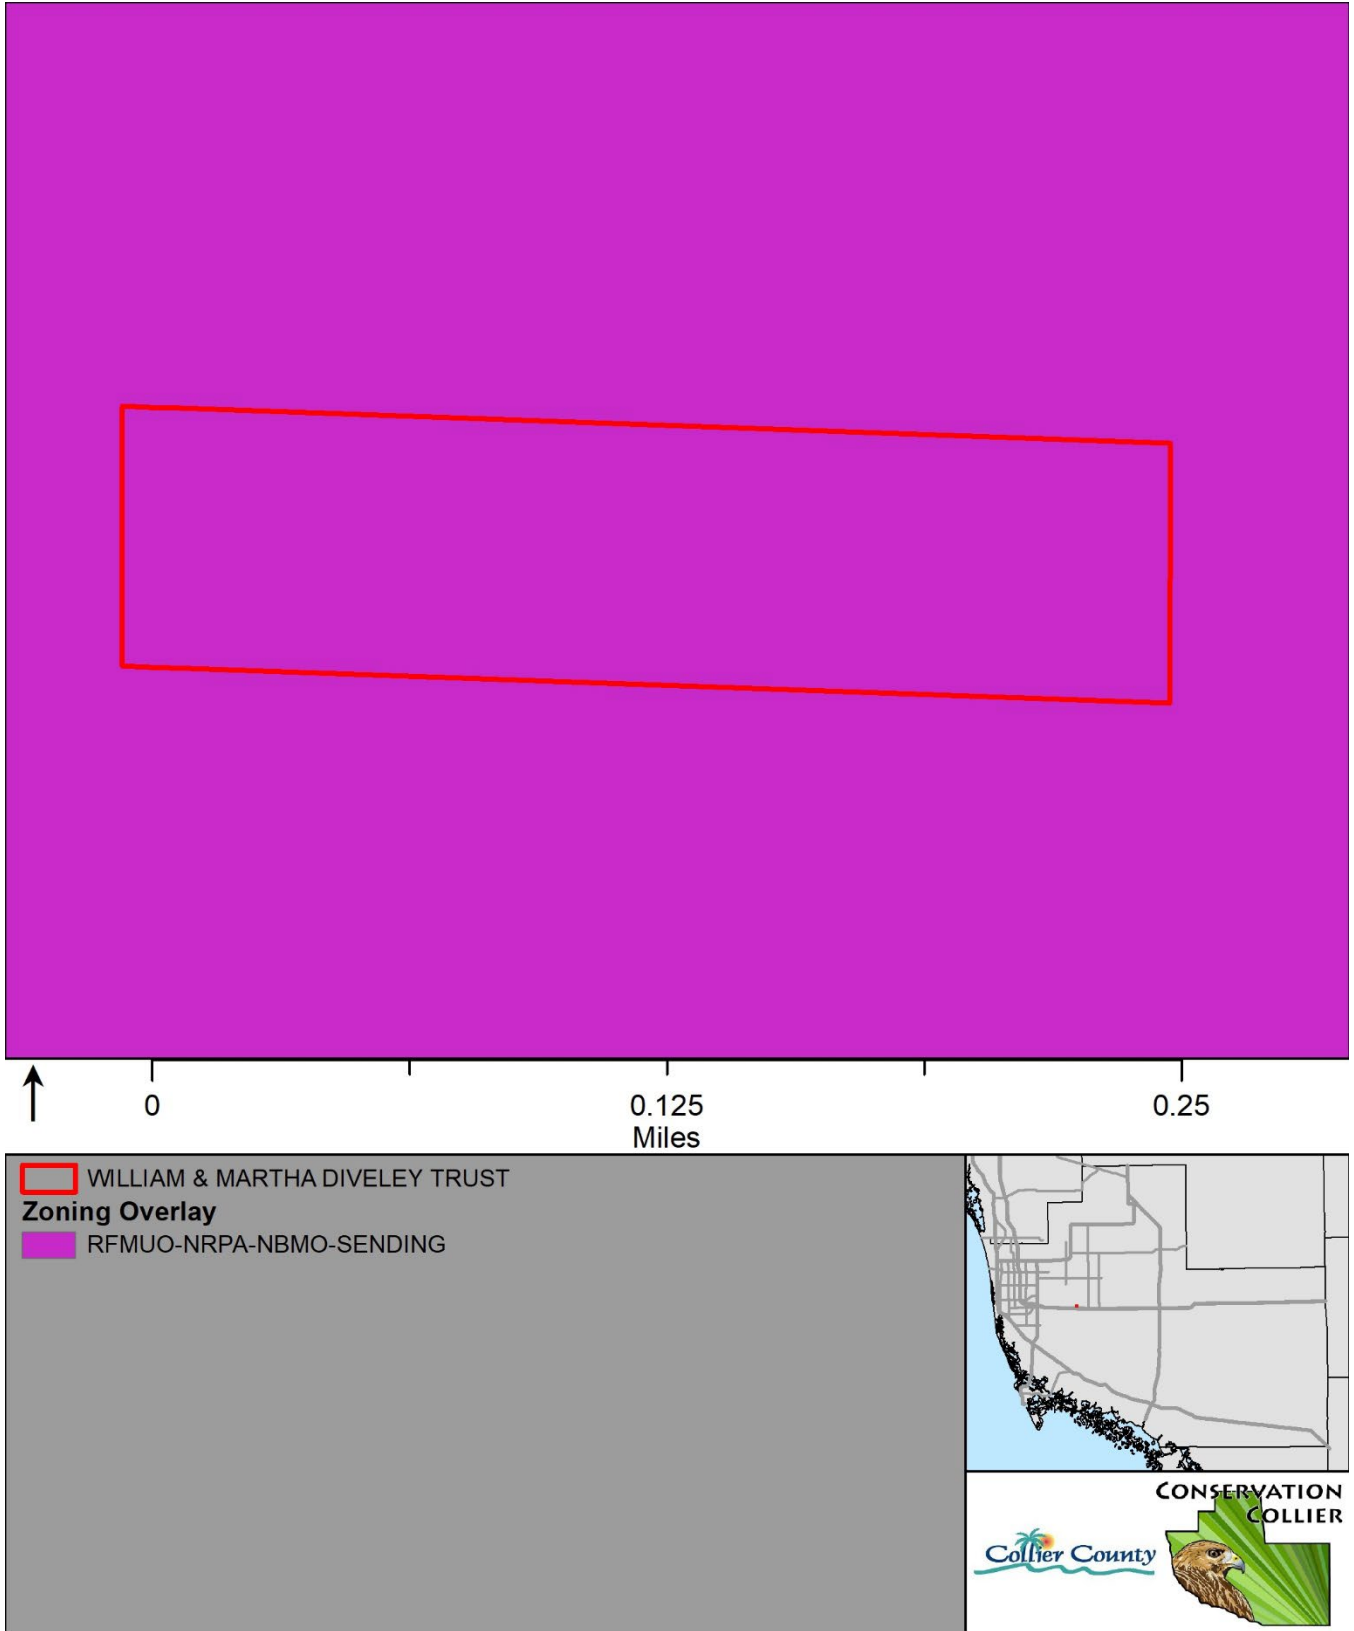 0 0.125 0.25
Miles
WILLIAM & MARTHA DIVELEY TRUST
Zoning Overlay
RFMUO-NRPA-NBMO-SENDING
CONSERVATION
COLLIER
Collier County